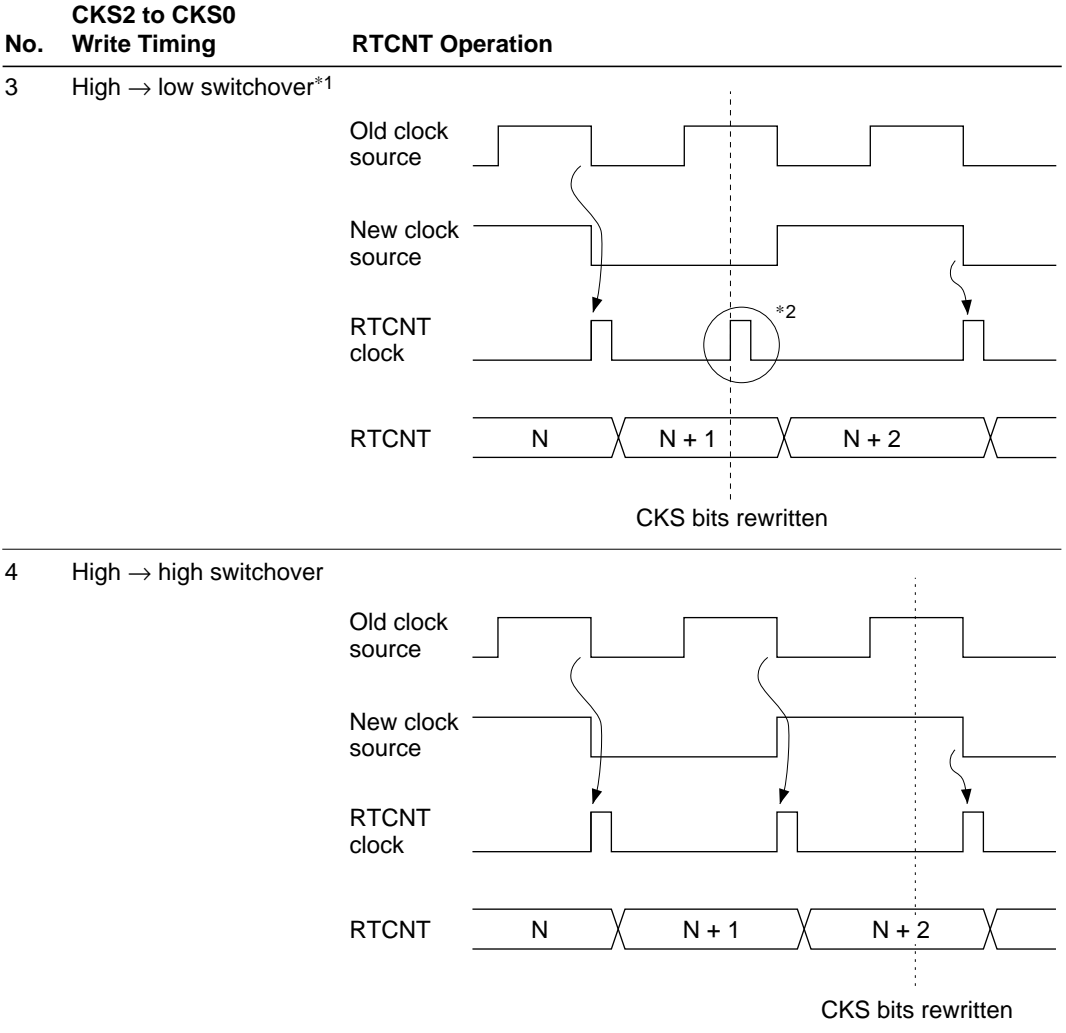 CKS2 to CKS0
No. Write Timing RTCNT Operation
3 High → low switchover*1
Old clock
source
New clock
source
*2
RTCNT
clock
RTCNT N N + 1 N + 2
CKS bits rewritten
4 High → high switchover
Old clock
source
New clock
source
RTCNT
clock
RTCNT N N + 1 N + 2
CKS bits rewritten